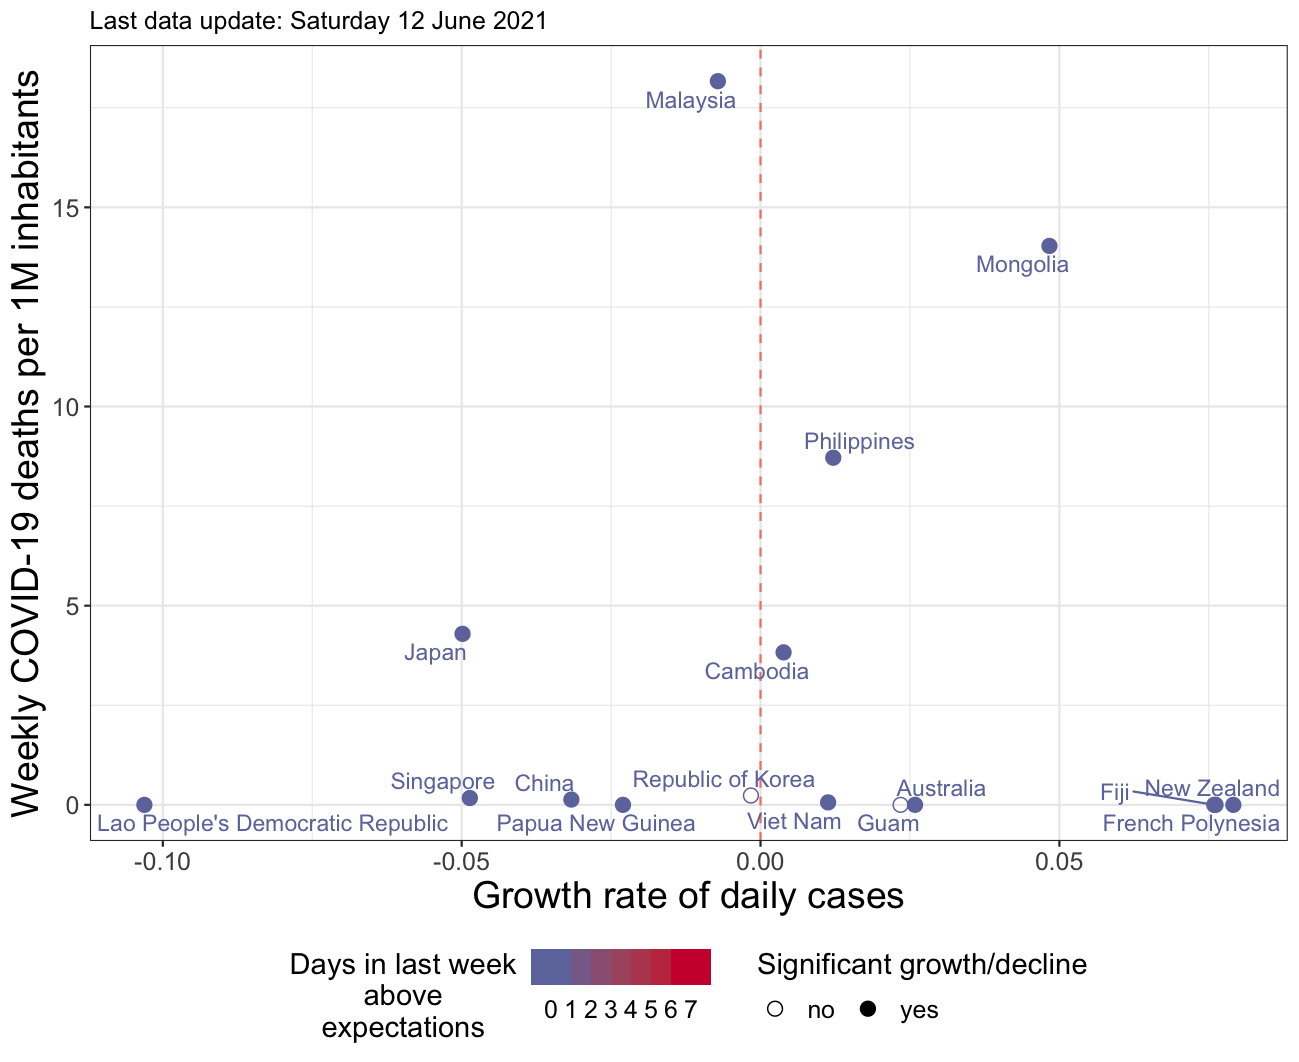 Last data update: Saturday 12 June 2021
Weekly COVID-19 deaths per 1M inhabitants
Malaysia
15
Mongolia
10
Philippines
5
Japan
Cambodia
Singapore
China
Republic of Korea
Australia
Fiji
New Zealand
0
Lao People's Democratic Republic
Papua New Guinea
Viet Nam
Guam
French Polynesia
-0.10
-0.05
0.00
0.05
Growth rate of daily cases
Days in last week
above
expectations
0 1 2 3 4 5 6 7
Significant growth/decline
no
yes